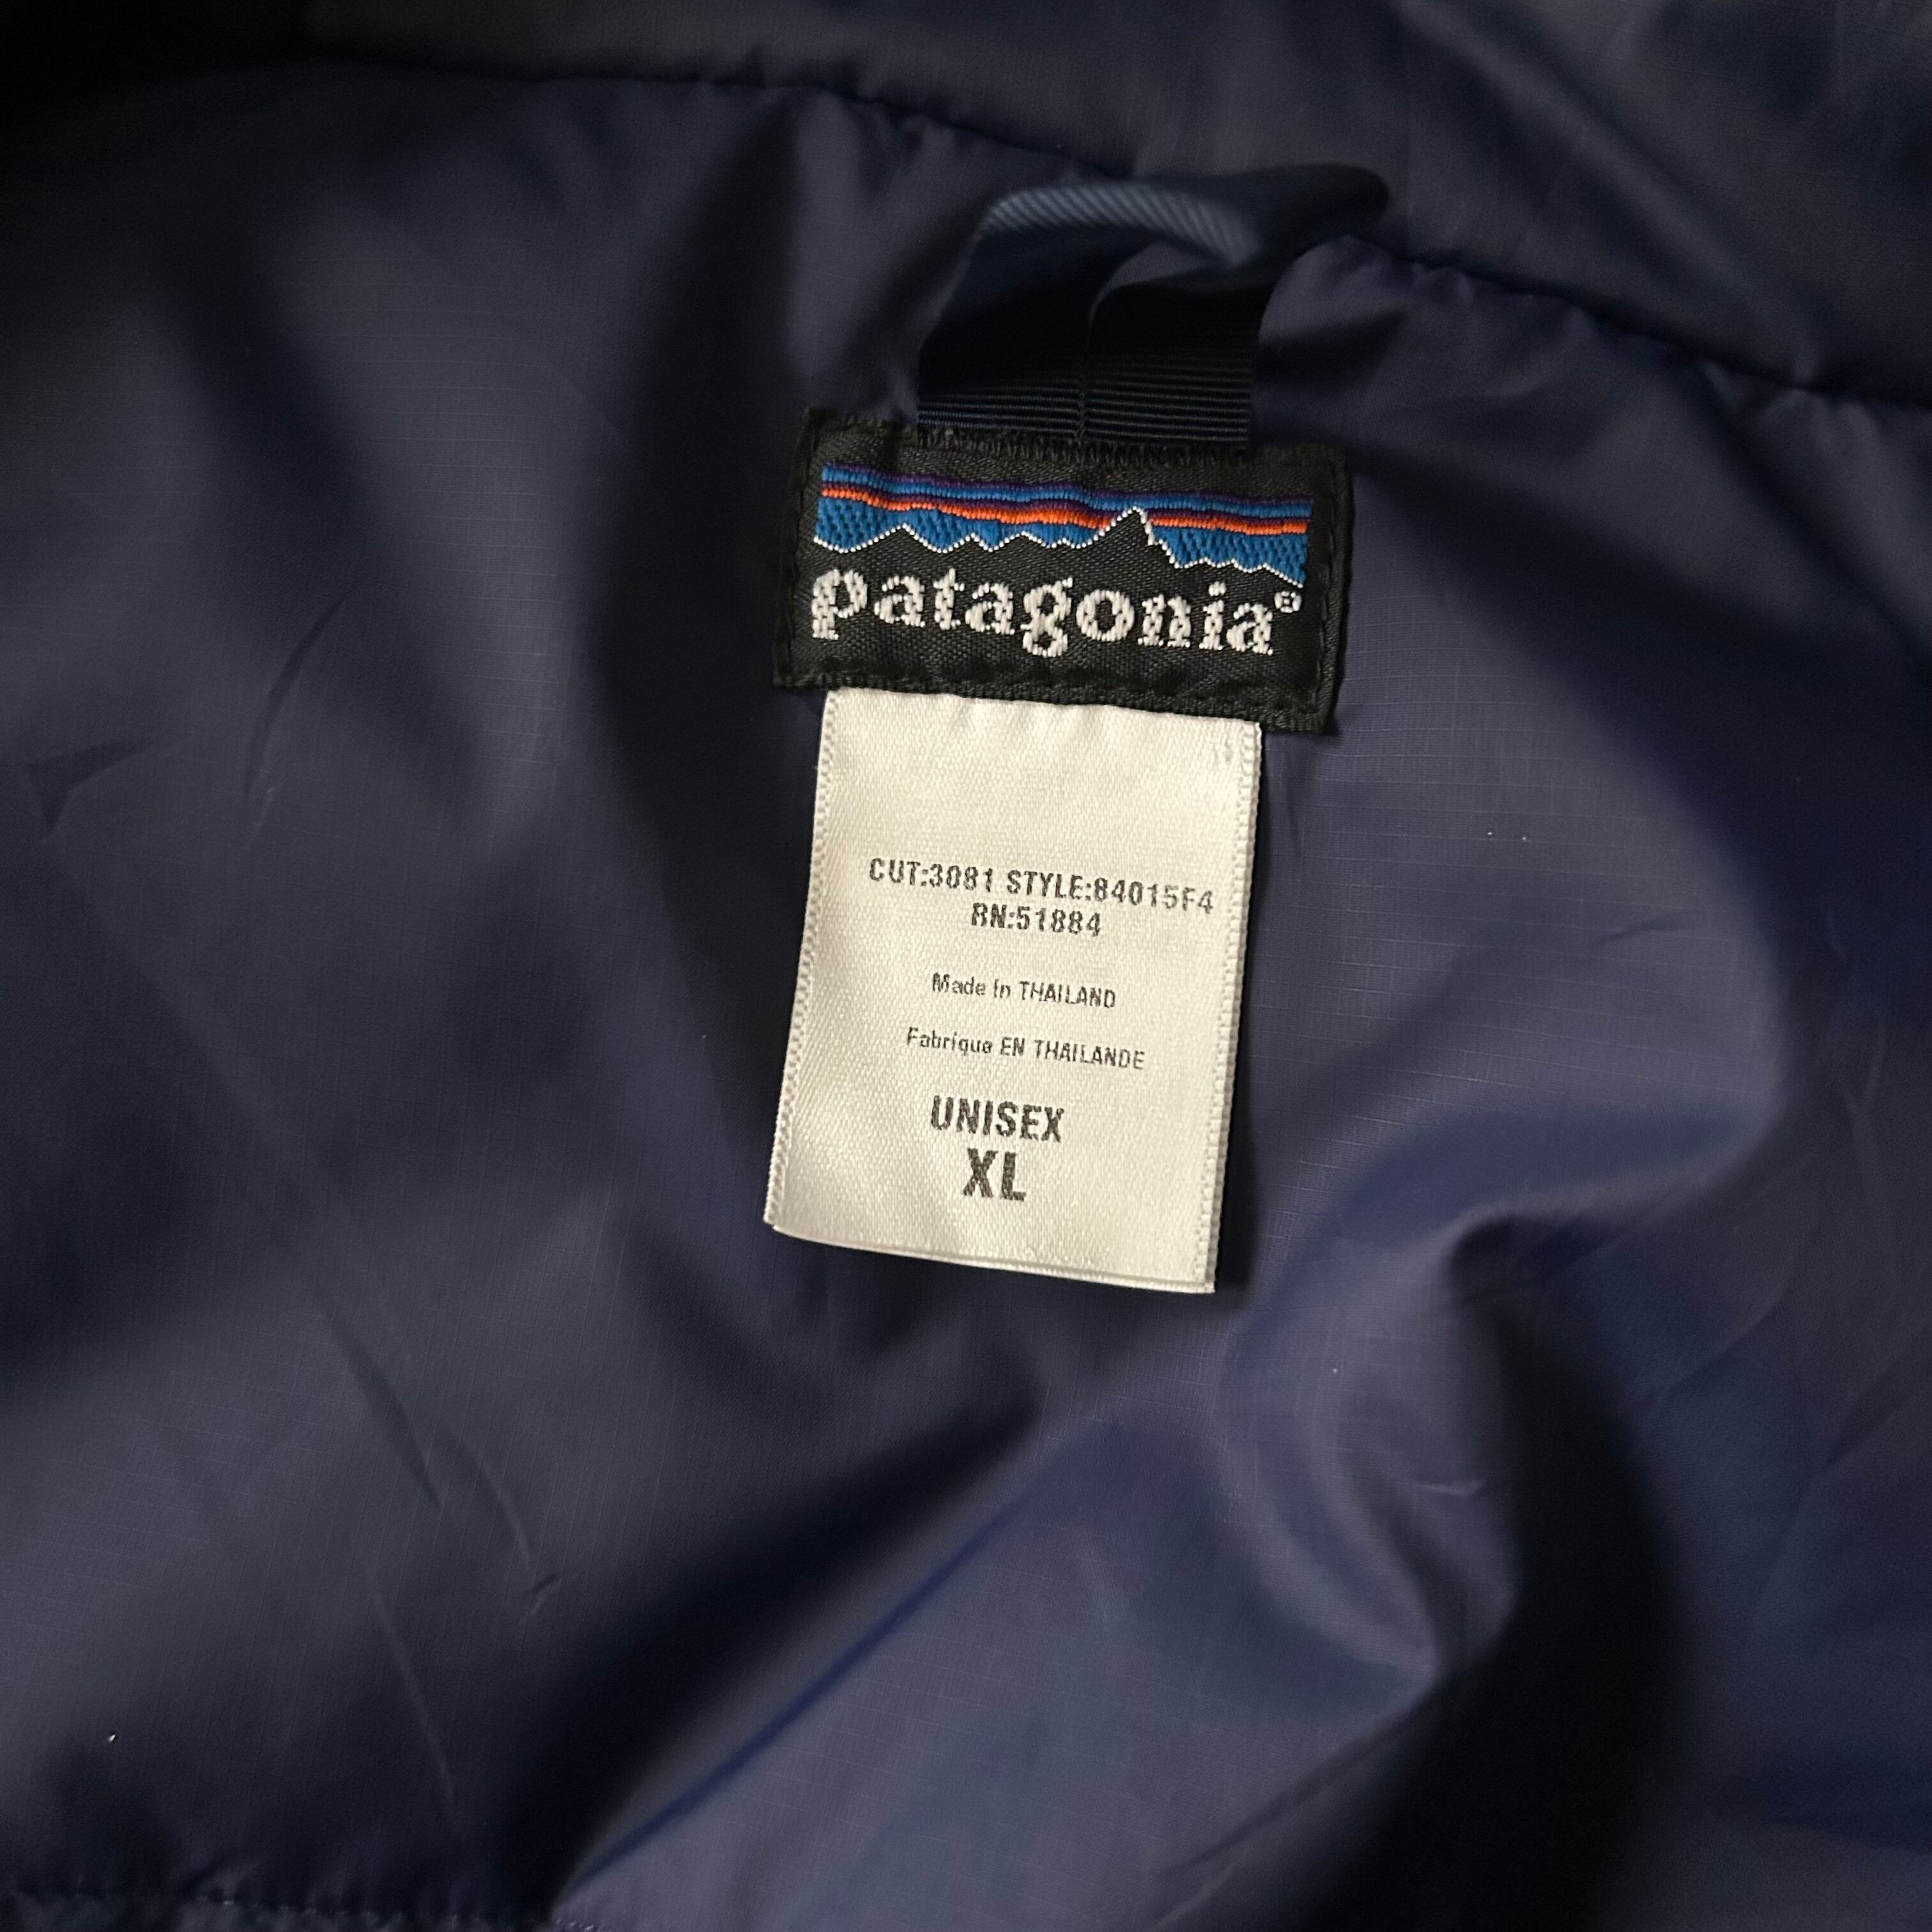 patagonia®
CUT:3081 STYLE:84015F4
RN:51884
Made in THAILAND
Fabrique EN THAILANDE
UNISEX
XL